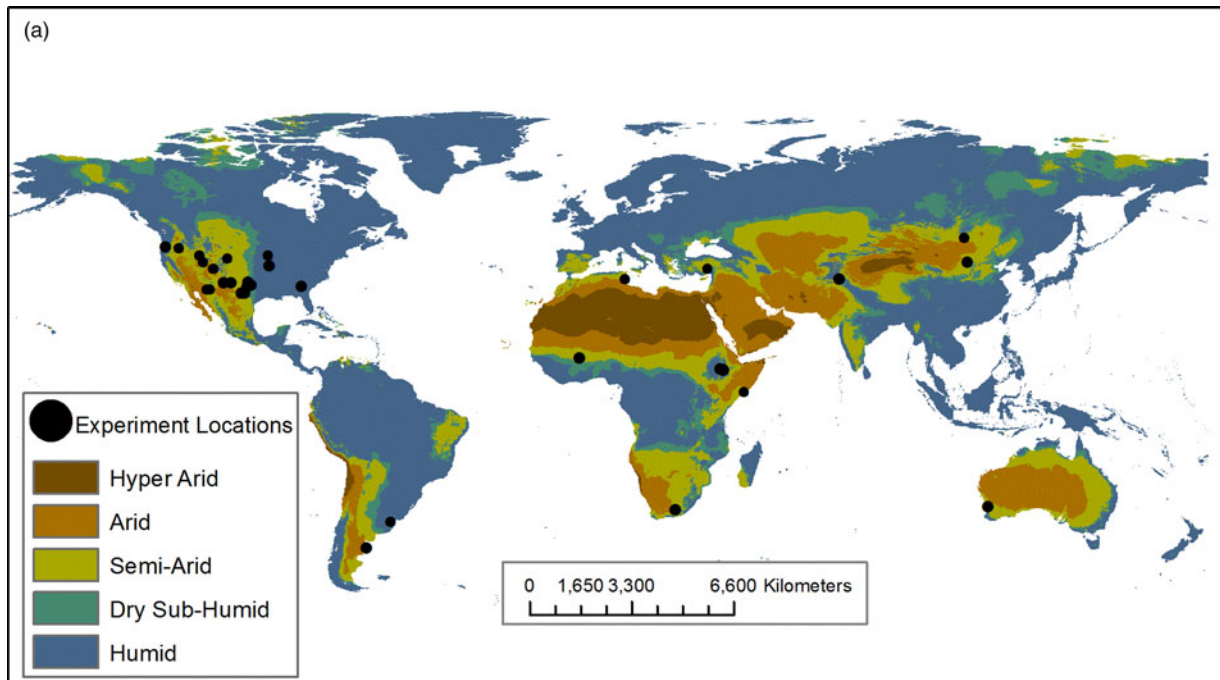 (a)
Experiment Locations
Hyper Arid
Arid
Semi-Arid
Dry Sub-Humid
Humid
0 1,650 3,300 6,600 Kilometers